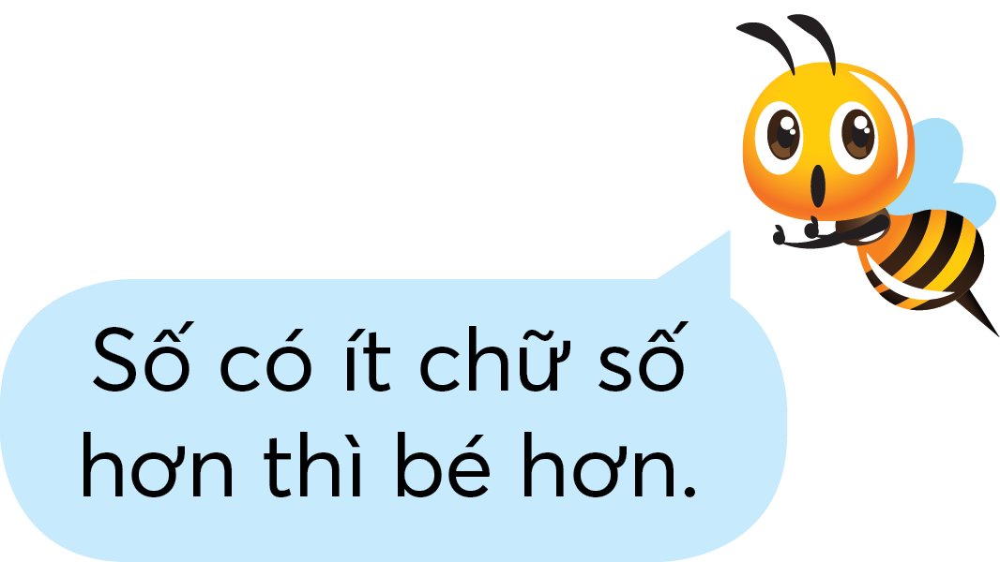 Số có ít chữ số
hơn thì bé hơn.